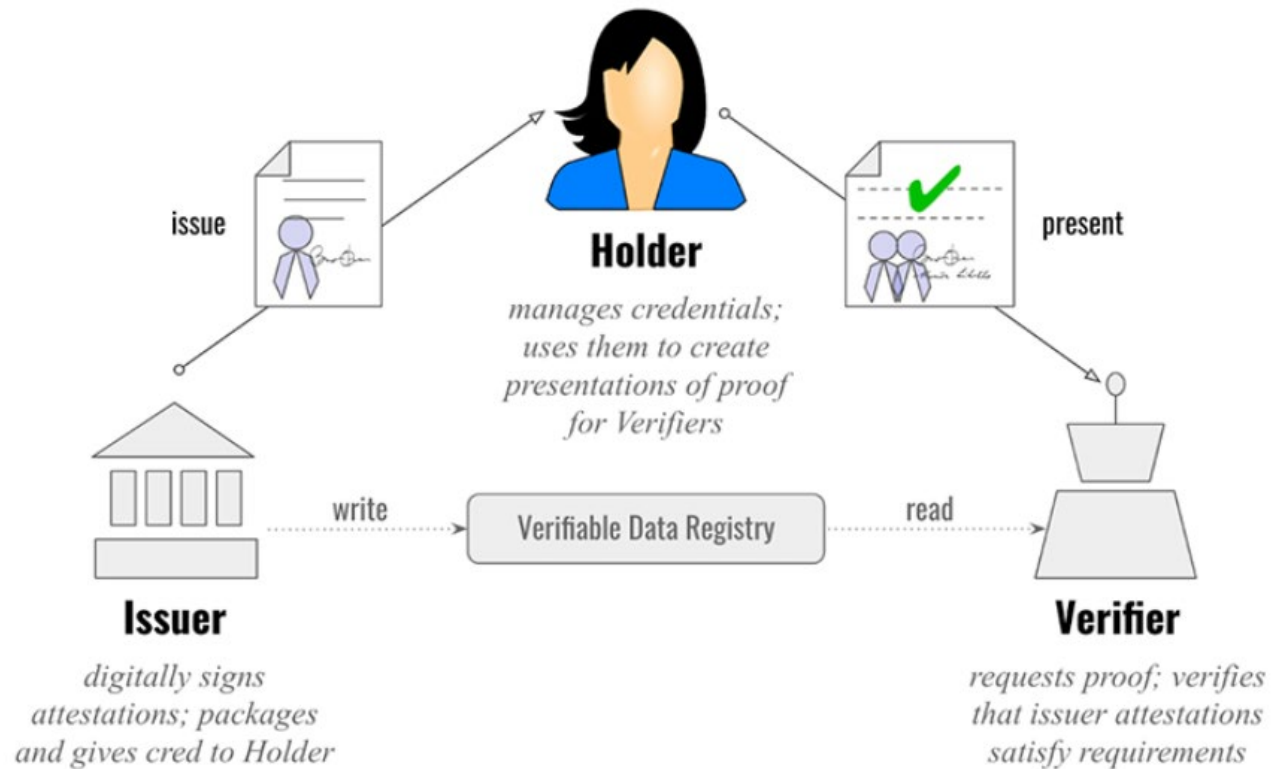 issue
present
Holder
manages credentials;
uses them to create
presentations of proof
for Verifiers
write
Verifiable Data Registry
read
Issuer
digitally signs
attestations; packages
and gives cred to Holder
Verifier
requests proof; verifies
that issuer attestations
satisfy requirements